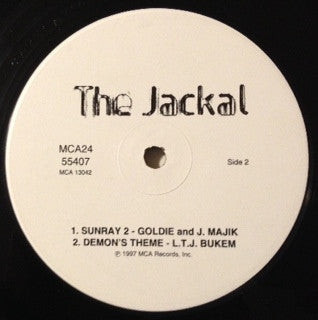 The Jackal
MCA24
55407
MCA 13042
Side 2
1. SUNRAY 2 - GOLDIE and J. MAJIK
2. DEMON'S THEME - L.T.J. BUKEM
℗ 1997 MCA Records, Inc.